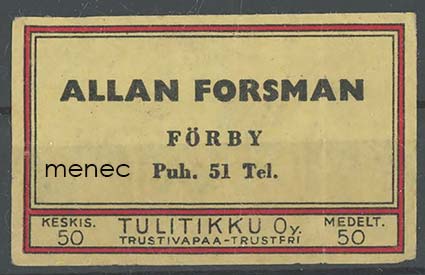 ALLAN FORSMAN
FÖRBY
menec
Puh. 51 Tel.
KESKIS. 50
TULITIKKU Oy.
TRUSTIVAPAA-TRUSTFRI
MEDELT. 50